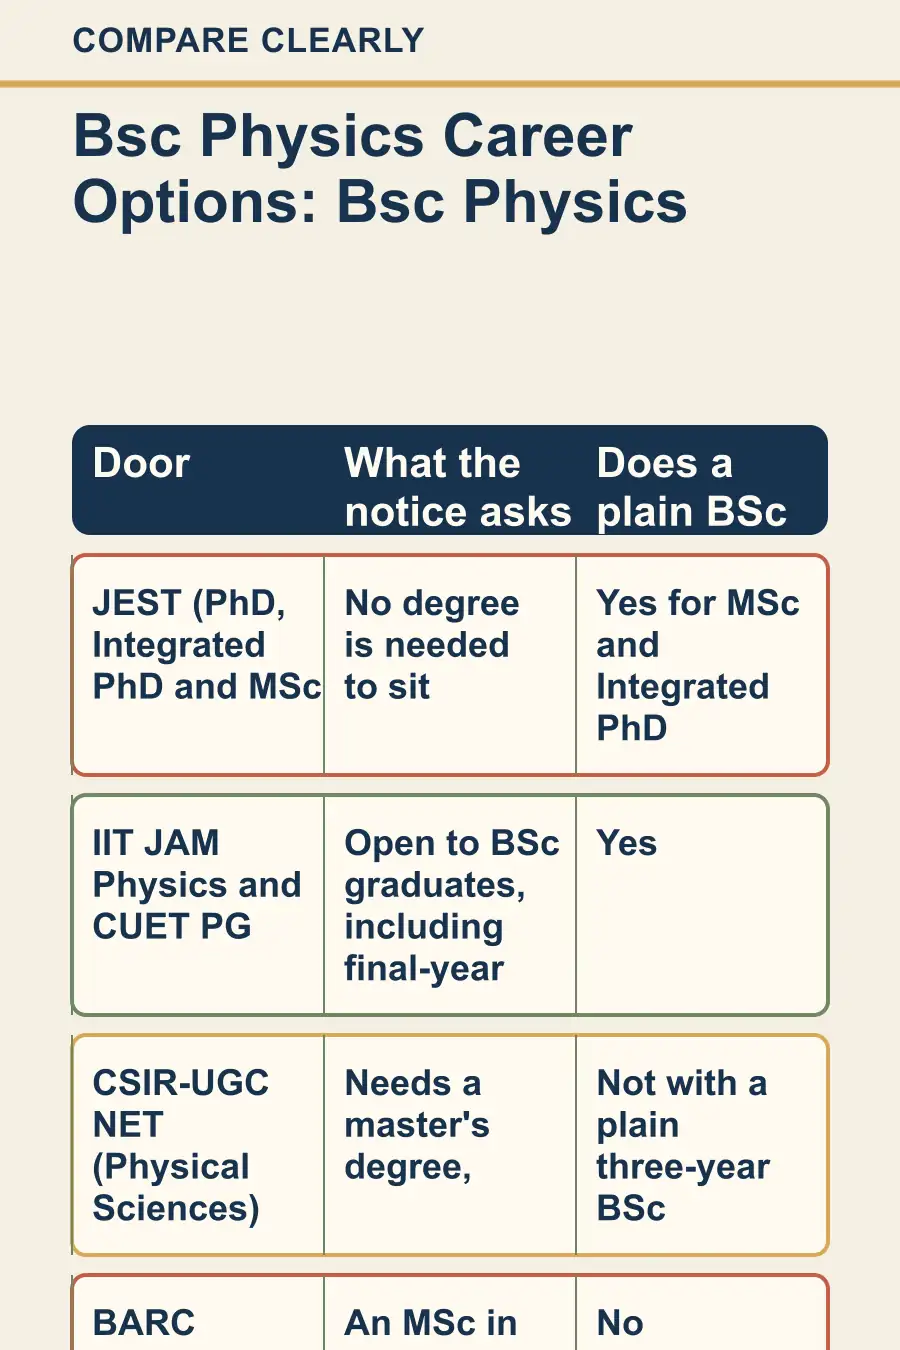 COMPARE CLEARLY
Bsc Physics Career
Options: Bsc Physics
Door
What the
notice asks
Does a
plain BSc
JEST (PhD,
Integrated
PhD and MSc
No degree
is needed
to sit
Yes for MSc
and
Integrated
PhD
IIT JAM
Physics and
CUET PG
Open to BSc
graduates,
including
final-year
Yes
CSIR-UGC
NET
(Physical
Sciences)
Needs a
master's
degree,
Not with a
plain
three-year
BSc
BARC
An MSc in
No